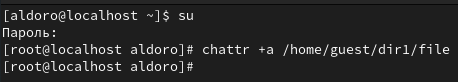 [aldoro@localhost ~]$ su
Пароль:
[root@localhost aldoro]# chattr +a /home/guest/dir1/file
[root@localhost aldoro]#